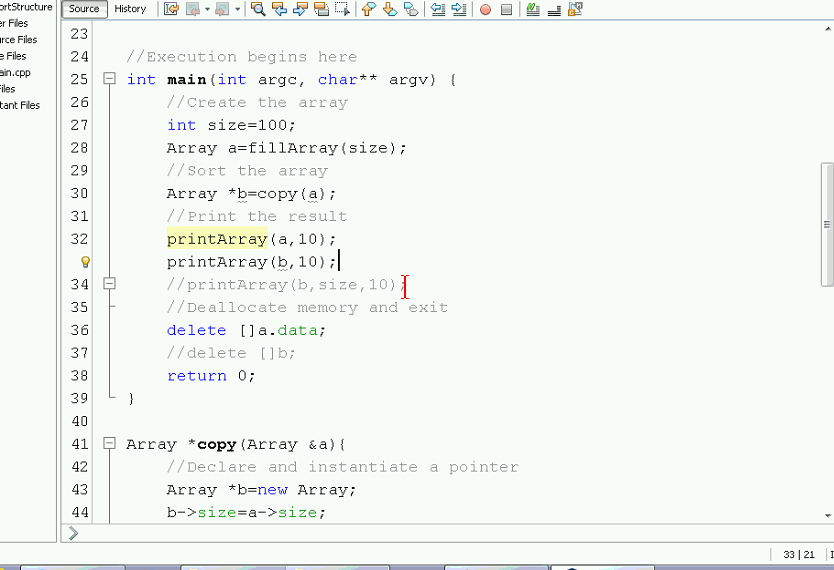 ortStructure
er Files
rce Files
e Files
ain.cpp
iles
tant Files
Source History
23
24 //Execution begins here
25 int main(int argc, char** argv) {
26 //Create the array
27 int size=100;
28 Array a=fillArray(size);
29 //Sort the array
30 Array *b=copy(a);
31 //Print the result
32 printArray(a,10);
printArray(b,10);
34 //printArray(b,size,10);
35 //Deallocate memory and exit
36 delete []a.data;
37 //delete []b;
38 return 0;
39 }
40
41 Array *copy(Array &a){
42 //Declare and instantiate a pointer
43 Array *b=new Array;
44 b->size=a->size;
33 | 21